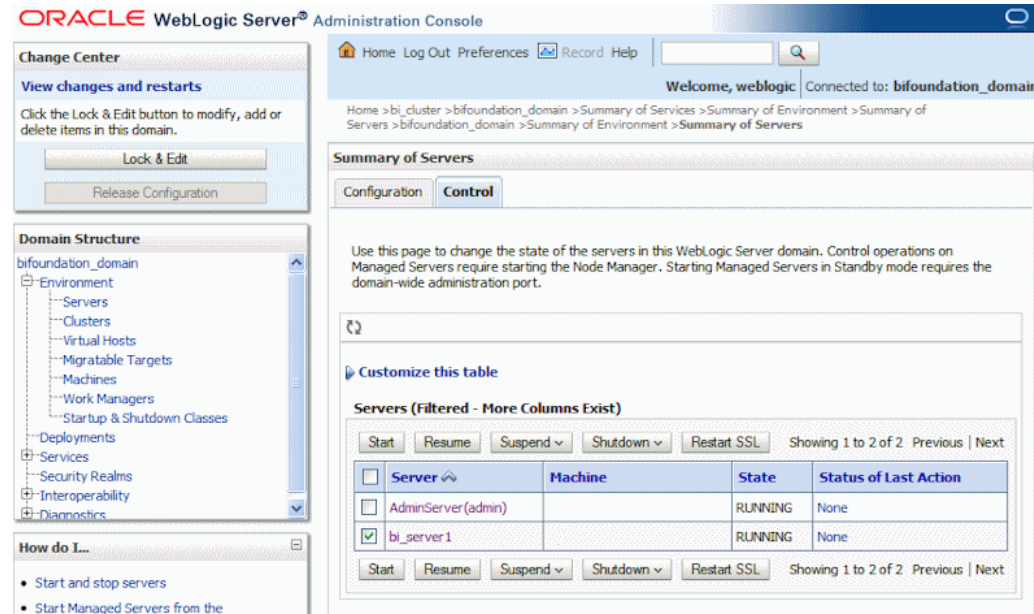 ORACLE WebLogic Server® Administration Console
Change Center
View changes and restarts
Click the Lock & Edit button to modify, add or
delete items in this domain.
Lock & Edit
Release Configuration
Domain Structure
bifoundation_domain
Environment
Servers
Clusters
Virtual Hosts
Migratable Targets
Machines
Work Managers
Startup & Shutdown Classes
Deployments
Services
Security Realms
Interoperability
Diagnostics
How do I...
Start and stop servers
Start Managed Servers from the
Home Log Out Preferences Record Help
Welcome, weblogic Connected to: bifoundation_domain
Home >bi_cluster >bifoundation_domain >Summary of Services >Summary of Environment >Summary of
Servers >bifoundation_domain >Summary of Environment >Summary of Servers
Summary of Servers
Configuration Control
Use this page to change the state of the servers in this WebLogic Server domain. Control operations on
Managed Servers require starting the Node Manager. Starting Managed Servers in Standby mode requires the
domain-wide administration port.
Customize this table
Servers (Filtered - More Columns Exist)
Start Resume Suspend Shutdown Restart SSL Showing 1 to 2 of 2 Previous | Next
Server Machine State Status of Last Action
AdminServer(admin) RUNNING None
bi_server1 RUNNING None
Start Resume Suspend Shutdown Restart SSL Showing 1 to 2 of 2 Previous | Next